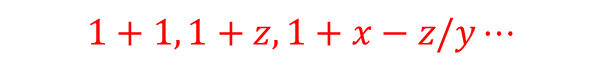 1 + 1, 1 + z, 1 + x − z/y ⋯